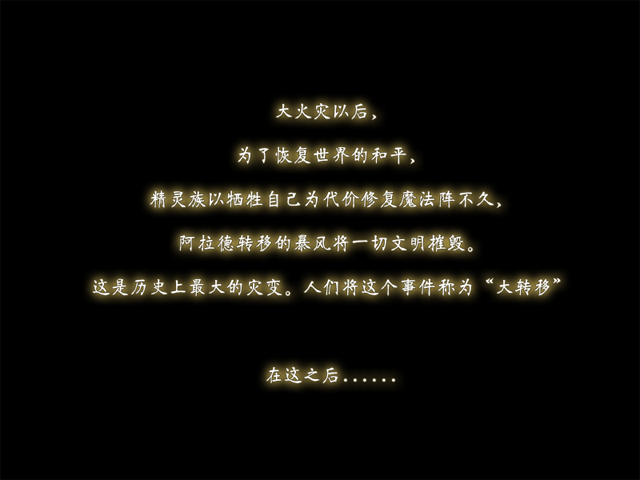 大火灾以后，
为了恢复世界的和平，
精灵族以牺牲自己为代价修复魔法阵不久，
阿拉德转移的暴风将一切文明摧毁。
这是历史上最大的灾变。人们将这个事件称为“大转移”
在这之后......